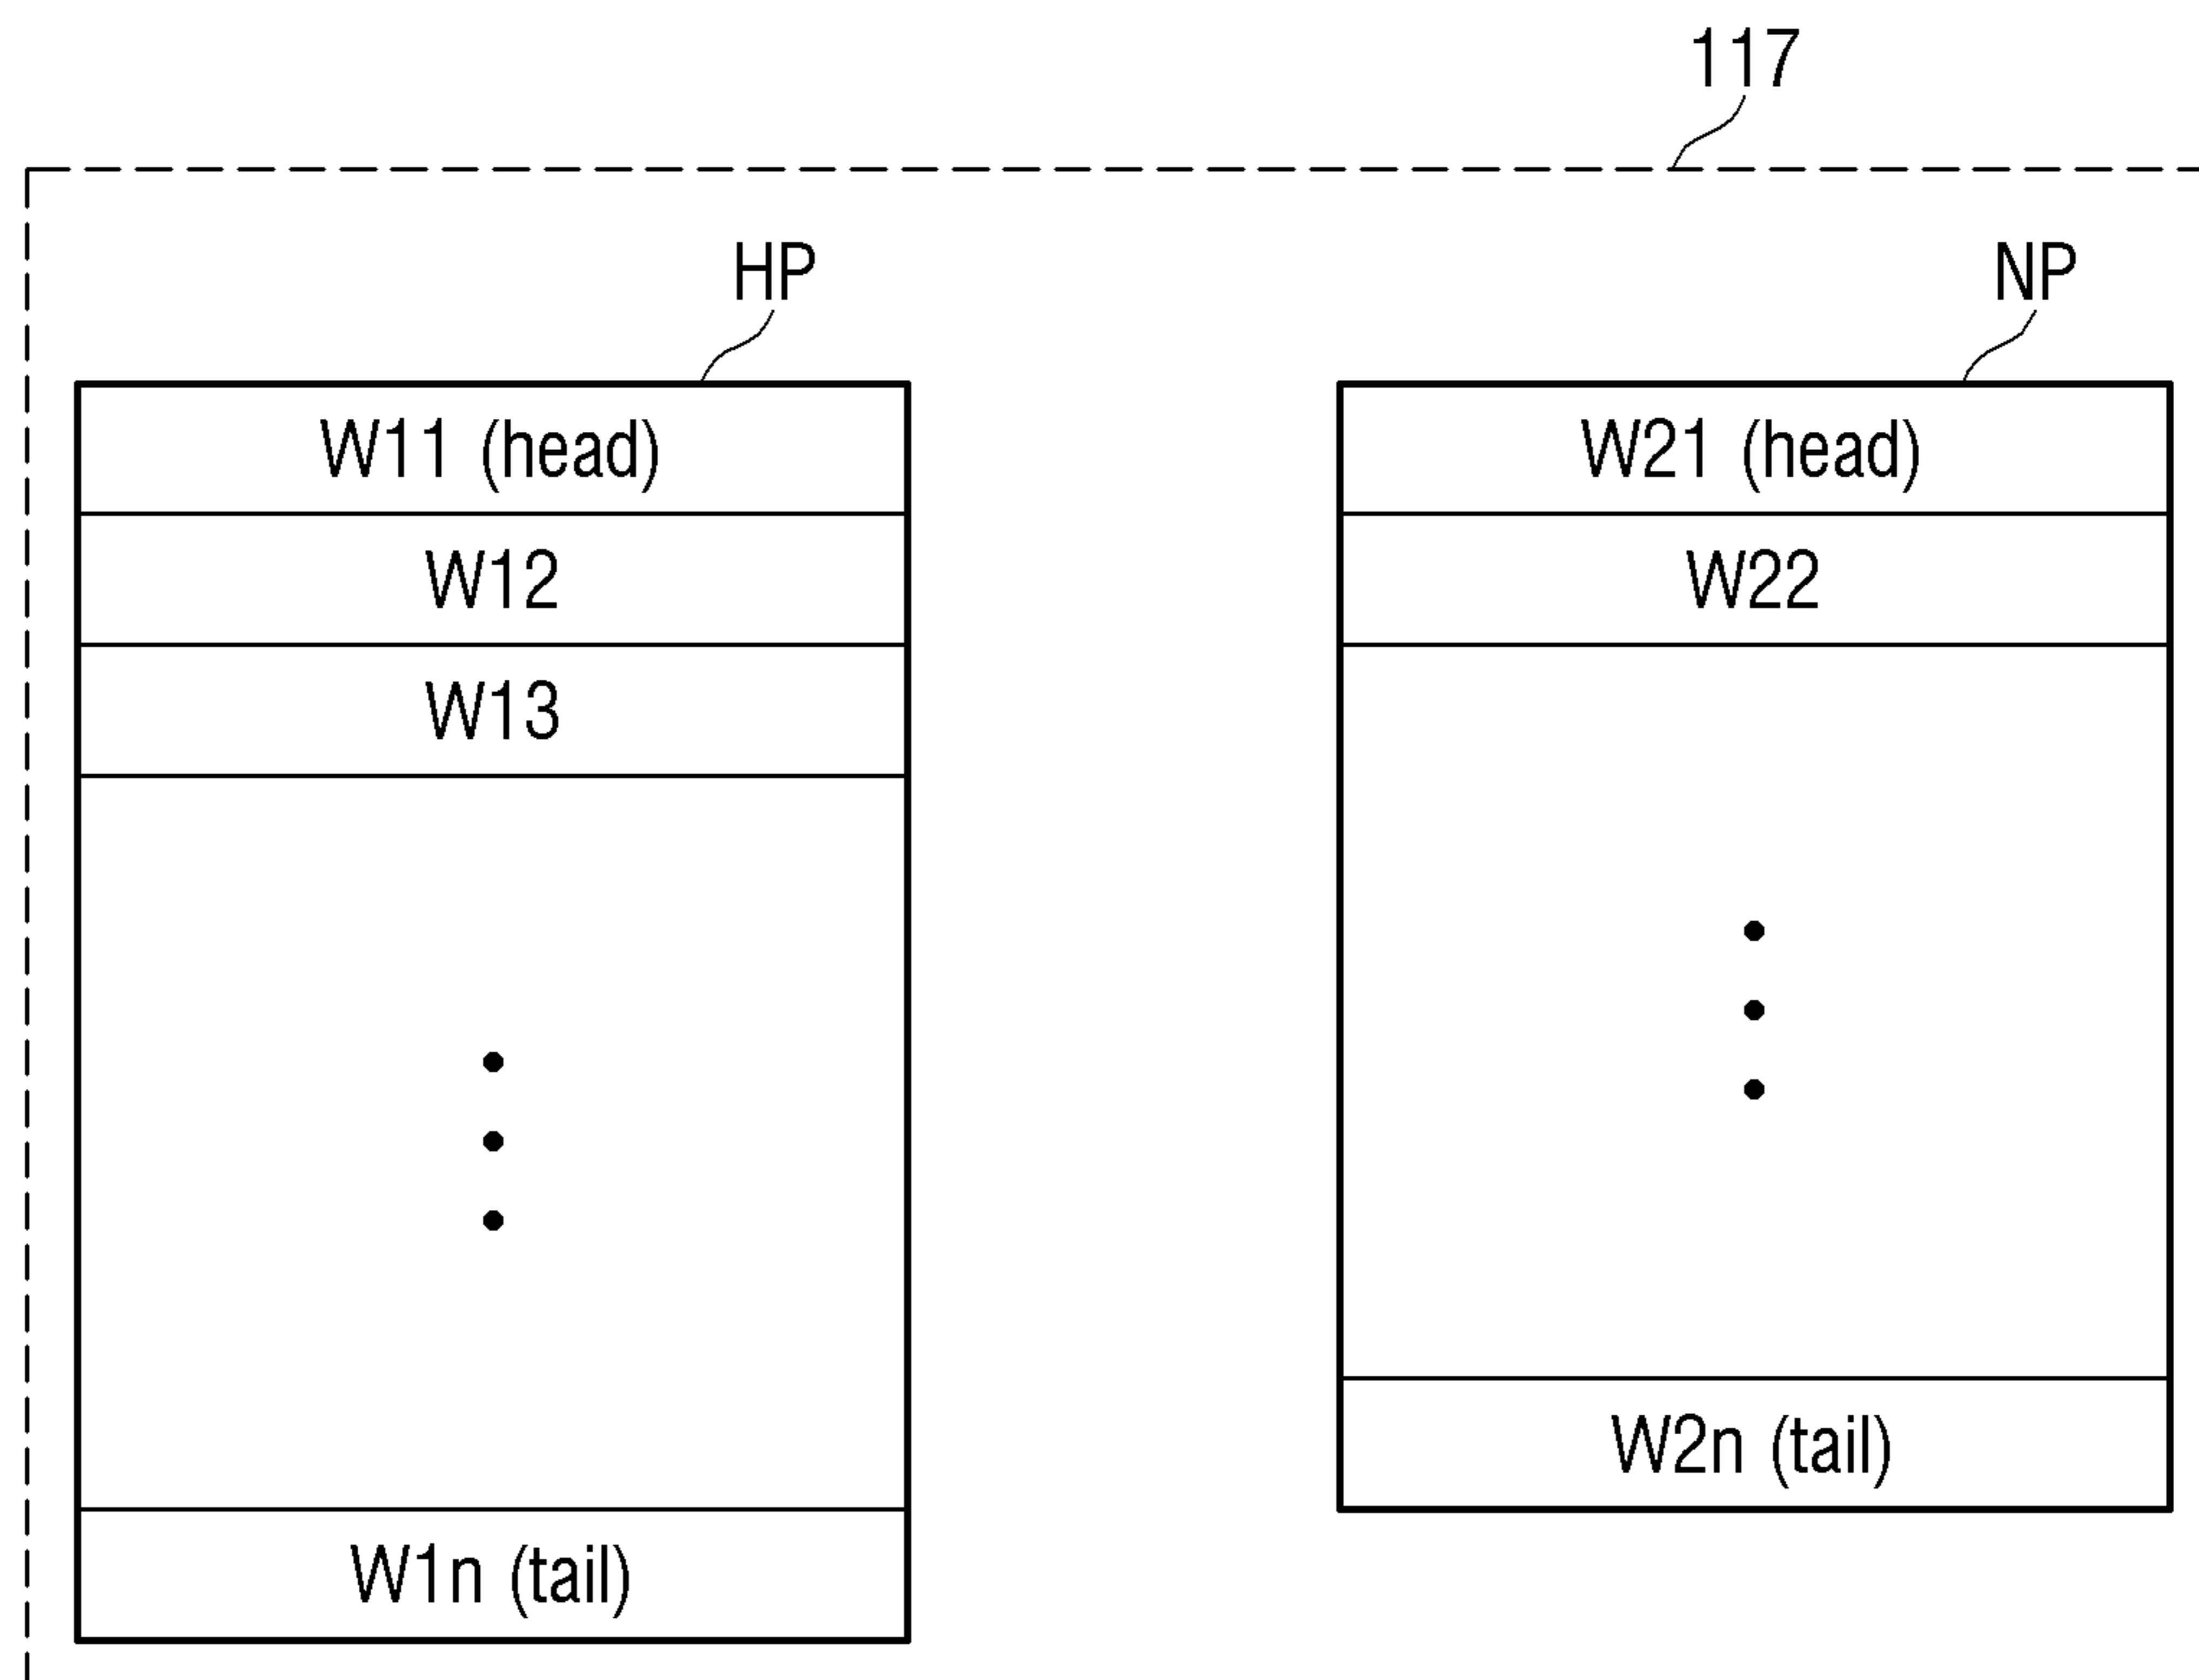 117
HP
W11 (head)
W12
W13
W1n (tail)
NP
W21 (head)
W22
W2n (tail)